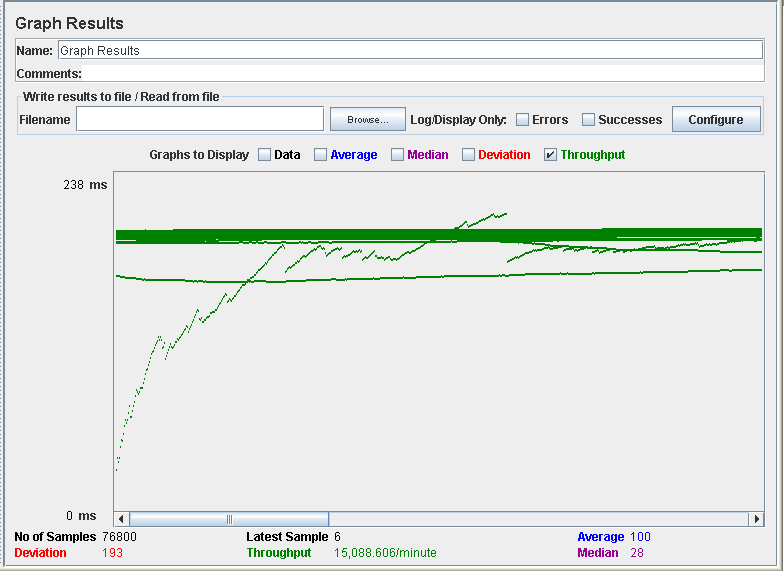 Graph Results
Name: Graph Results
Comments:
Write results to file / Read from file
Filename Browse... Log/Display Only: Errors Successes Configure
Graphs to Display Data Average Median Deviation Throughput
238 ms
0 ms
No of Samples 76800 Latest Sample 6 Average 100
Deviation 193 Throughput 15,088.606/minute Median 28